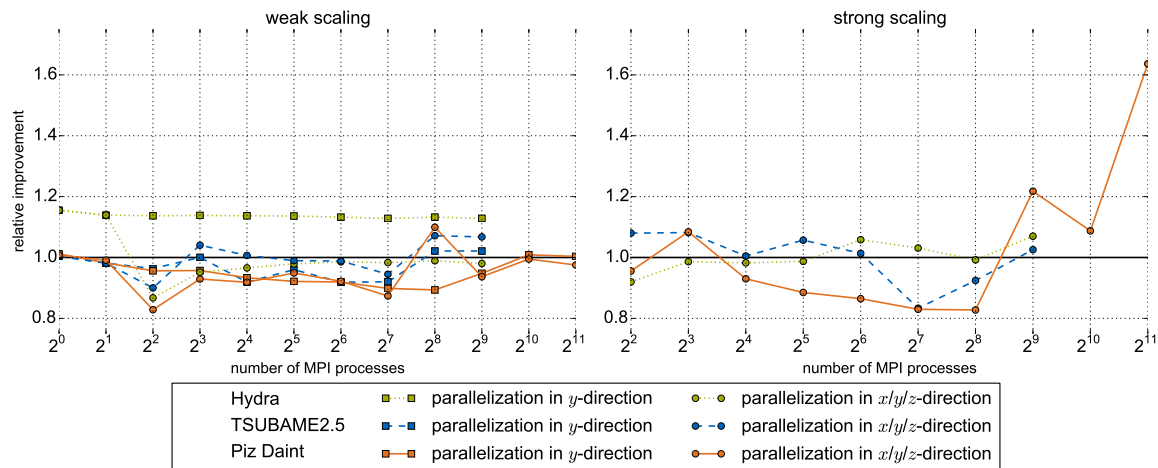 weak scaling
strong scaling
relative improvement
1.6
1.4
1.2
1.0
0.8
2^0 2^1 2^2 2^3 2^4 2^5 2^6 2^7 2^8 2^9 2^10 2^11
number of MPI processes
1.6
1.4
1.2
1.0
0.8
2^2 2^3 2^4 2^5 2^6 2^7 2^8 2^9 2^10 2^11
number of MPI processes
Hydra parallelization in y-direction parallelization in x/y/z-direction
TSUBAME2.5 parallelization in y-direction parallelization in x/y/z-direction
Piz Daint parallelization in y-direction parallelization in x/y/z-direction